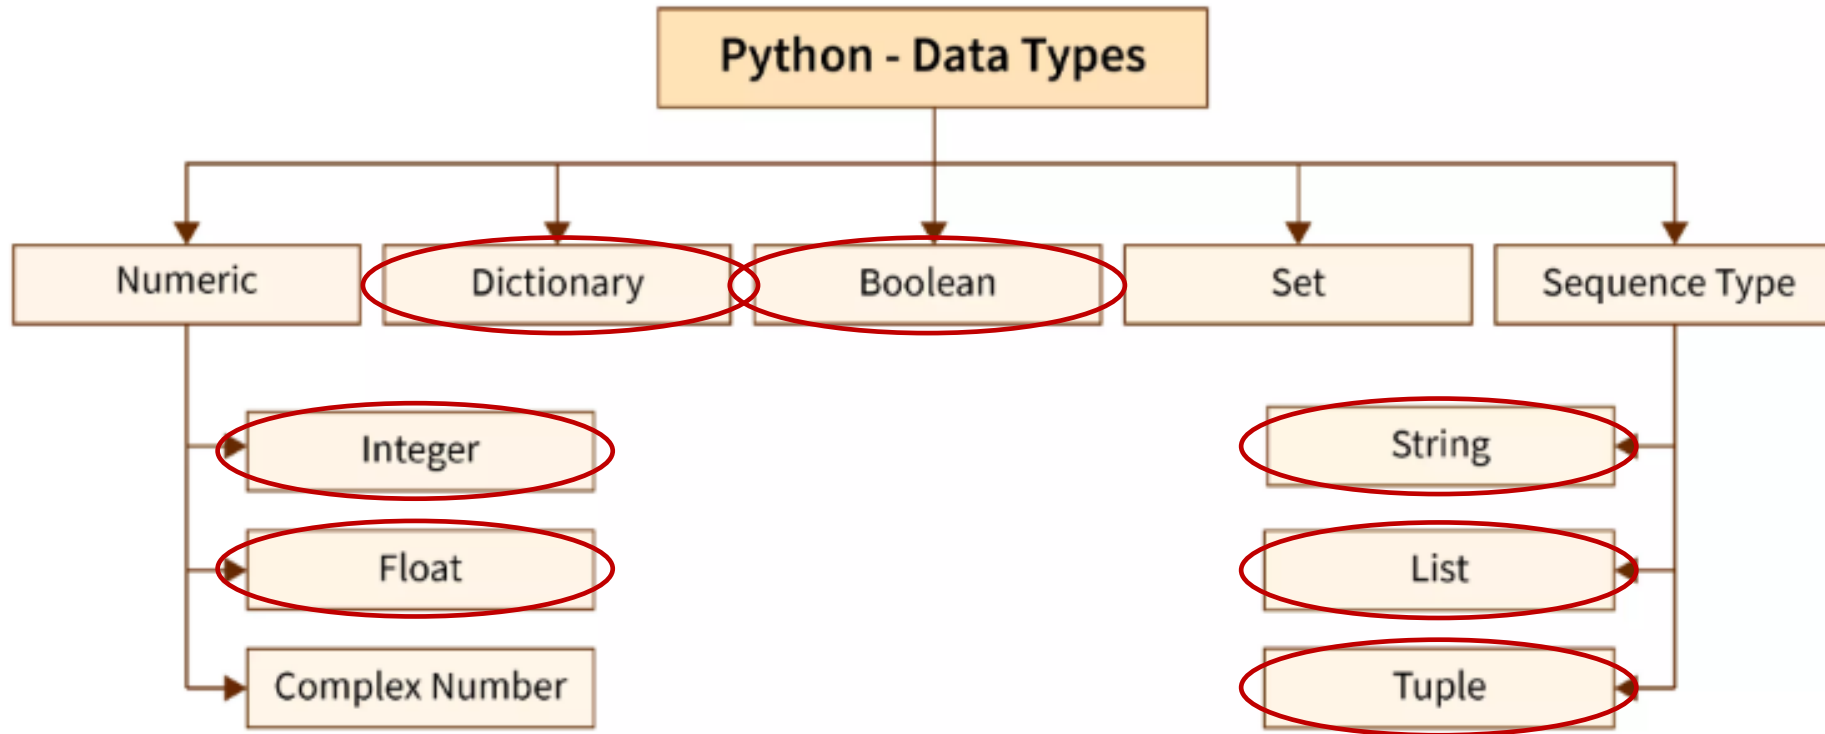 Python - Data Types
Numeric
Dictionary
Boolean
Set
Sequence Type
Integer
Float
Complex Number
String
List
Tuple